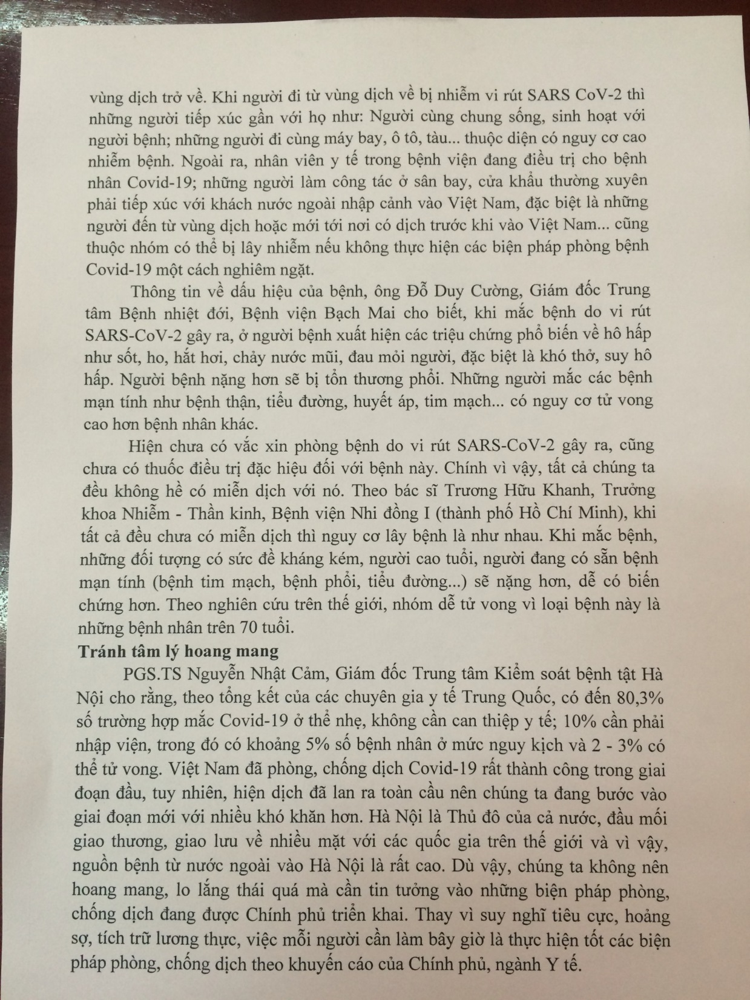 vùng dịch trở về. Khi người đi từ vùng dịch về bị nhiễm vi rút SARS CoV-2 thì
những người tiếp xúc gần với họ như: Người cùng chung sống, sinh hoạt với
người bệnh; những người đi cùng máy bay, ô tô, tàu... thuộc diện có nguy cơ cao
nhiễm bệnh. Ngoài ra, nhân viên y tế trong bệnh viện đang điều trị cho bệnh
nhân Covid-19; những người làm công tác ở sân bay, cửa khẩu thường xuyên
phải tiếp xúc với khách nước ngoài nhập cảnh vào Việt Nam, đặc biệt là những
người đến từ vùng dịch hoặc mới tới nơi có dịch trước khi vào Việt Nam... cũng
thuộc nhóm có thể bị lây nhiễm nếu không thực hiện các biện pháp phòng bệnh
Covid-19 một cách nghiêm ngặt.
Thông tin về dấu hiệu của bệnh, ông Đỗ Duy Cường, Giám đốc Trung
tâm Bệnh nhiệt đới, Bệnh viện Bạch Mai cho biết, khi mắc bệnh do vi rút
SARS-CoV-2 gây ra, ở người bệnh xuất hiện các triệu chứng phổ biến về hô hấp
như sốt, ho, hắt hơi, chảy nước mũi, đau mỏi người, đặc biệt là khó thở, suy hô
hấp. Người bệnh nặng hơn sẽ bị tổn thương phổi. Những người mắc các bệnh
mạn tính như bệnh thận, tiểu đường, huyết áp, tim mạch... có nguy cơ tử vong
cao hơn bệnh nhân khác.
Hiện chưa có vắc xin phòng bệnh do vi rút SARS-CoV-2 gây ra, cũng
chưa có thuốc điều trị đặc hiệu đối với bệnh này. Chính vì vậy, tất cả chúng ta
đều không hề có miễn dịch với nó. Theo bác sĩ Trương Hữu Khanh, Trưởng
khoa Nhiễm - Thần kinh, Bệnh viện Nhi đồng I (thành phố Hồ Chí Minh), khi
tất cả đều chưa có miễn dịch thì nguy cơ lây bệnh là như nhau. Khi mắc bệnh,
những đối tượng có sức đề kháng kém, người cao tuổi, người đang có sẵn bệnh
mạn tính (bệnh tim mạch, bệnh phổi, tiểu đường...) sẽ nặng hơn, dễ có biến
chứng hơn. Theo nghiên cứu trên thế giới, nhóm dễ tử vong vì loại bệnh này là
những bệnh nhân trên 70 tuổi.
Tránh tâm lý hoang mang
PGS.TS Nguyễn Nhật Cảm, Giám đốc Trung tâm Kiểm soát bệnh tật Hà
Nội cho rằng, theo tổng kết của các chuyên gia y tế Trung Quốc, có đến 80,3%
số trường hợp mắc Covid-19 ở thể nhẹ, không cần can thiệp y tế; 10% cần phải
nhập viện, trong đó có khoảng 5% số bệnh nhân ở mức nguy kịch và 2 - 3% có
thể tử vong. Việt Nam đã phòng, chống dịch Covid-19 rất thành công trong giai
đoạn đầu, tuy nhiên, hiện dịch đã lan ra toàn cầu nên chúng ta đang bước vào
giai đoạn mới với nhiều khó khăn hơn. Hà Nội là Thủ đô của cả nước, đầu mối
giao thương, giao lưu về nhiều mặt với các quốc gia trên thế giới và vì vậy,
nguồn bệnh từ nước ngoài vào Hà Nội là rất cao. Dù vậy, chúng ta không nên
hoang mang, lo lắng thái quá mà cần tin tưởng vào những biện pháp phòng,
chống dịch đang được Chính phủ triển khai. Thay vì suy nghĩ tiêu cực, hoảng
sợ, tích trữ lương thực, việc mỗi người cần làm bây giờ là thực hiện tốt các biện
pháp phòng, chống dịch theo khuyến cáo của Chính phủ, ngành Y tế.